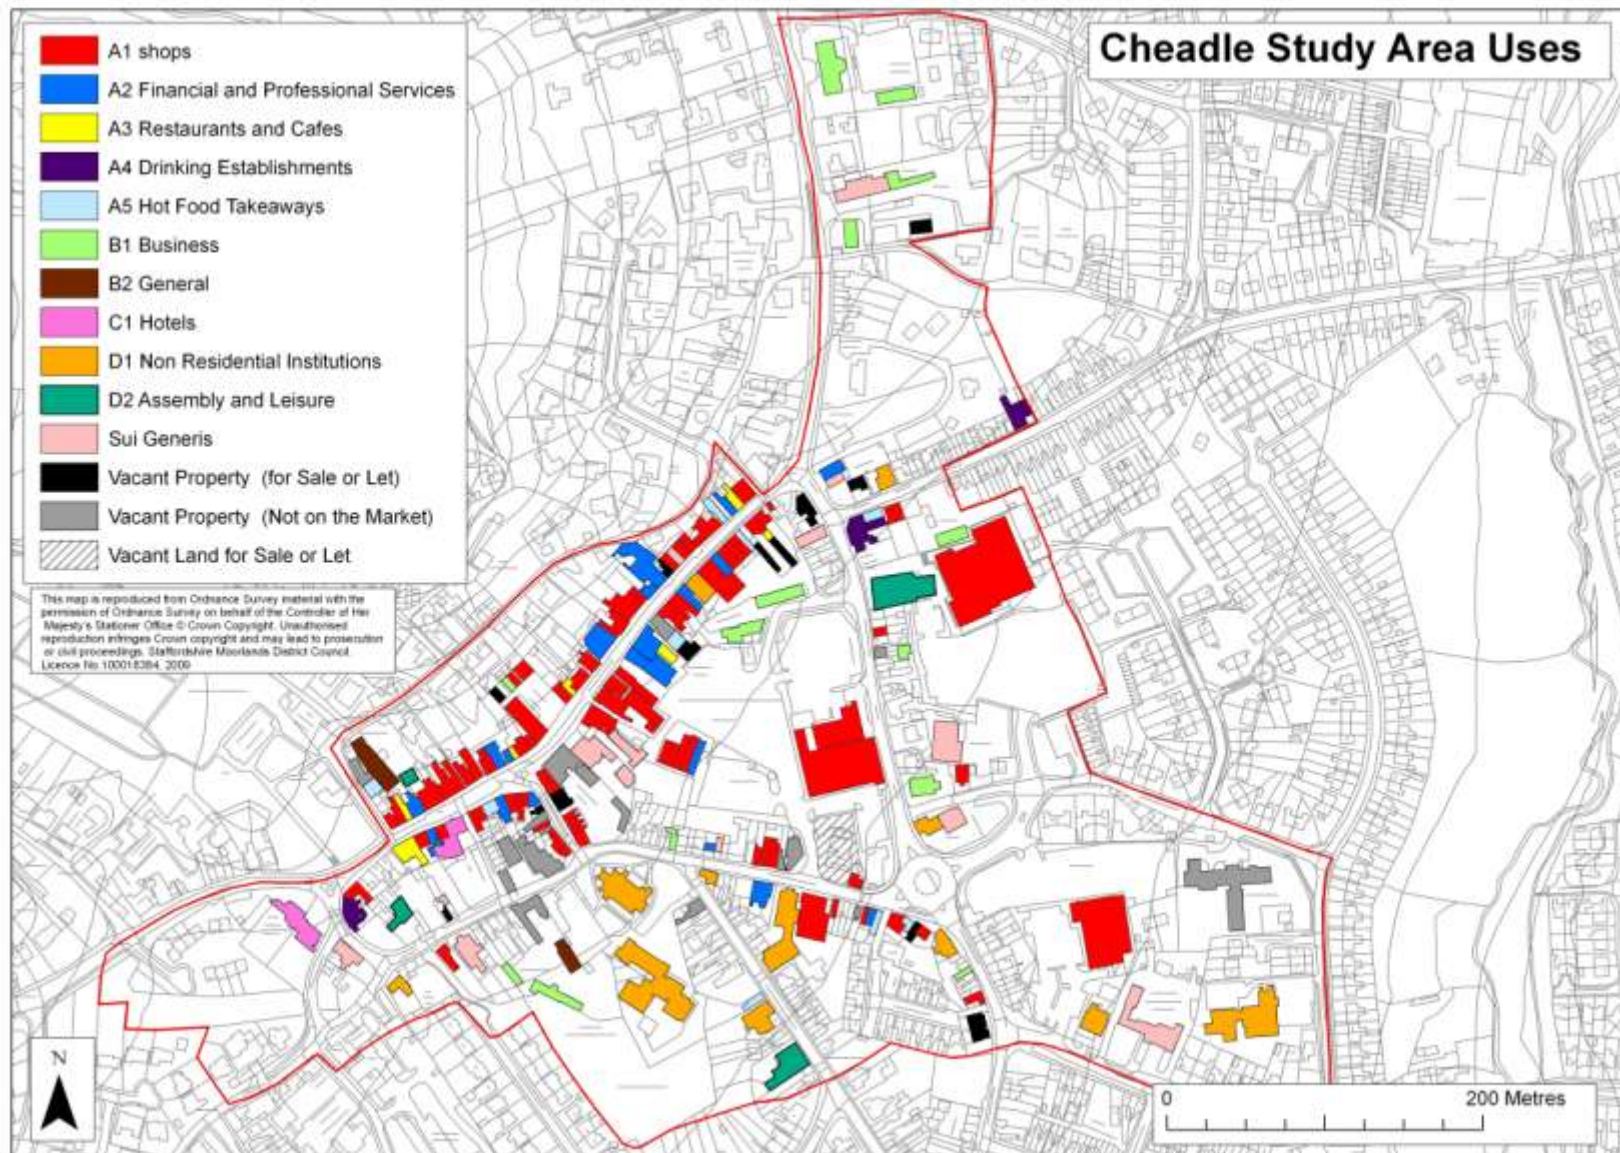 Cheadle Study Area Uses
A1 shops
A2 Financial and Professional Services
A3 Restaurants and Cafes
A4 Drinking Establishments
A5 Hot Food Takeaways
B1 Business
B2 General
C1 Hotels
D1 Non Residential Institutions
D2 Assembly and Leisure
Sui Generis
Vacant Property (for Sale or Let)
Vacant Property (Not on the Market)
Vacant Land for Sale or Let
This map is reproduced from Ordnance Survey material with the
permission of Ordnance Survey on behalf of the Controller of Her
Majesty's Stationer Office © Crown Copyright. Unauthorised
reproduction infringes Crown copyright and may lead to prosecution
or civil proceedings. Staffordshire Moorlands District Council.
Licence No.100018384, 2009
N
0 200 Metres